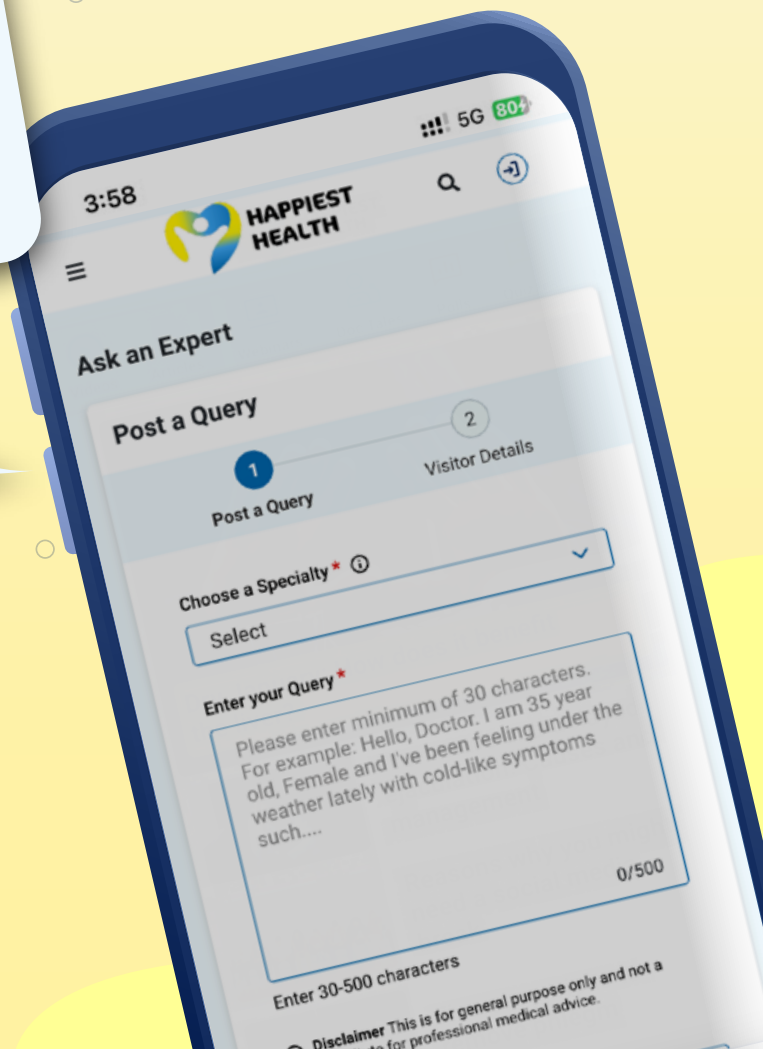 3:58
5G
80
HAPPIEST
HEALTH
Ask an Expert
Post a Query
1
2
Post a Query
Visitor Details
Choose a Specialty*
Select
Enter your Query*
Please enter minimum of 30 characters.
For example: Hello, Doctor. I am 35 year
old, Female and I've been feeling under the
weather lately with cold-like symptoms
such....
0/500
Enter 30-500 characters
Disclaimer This is for general purpose only and not a
for professional medical advice.